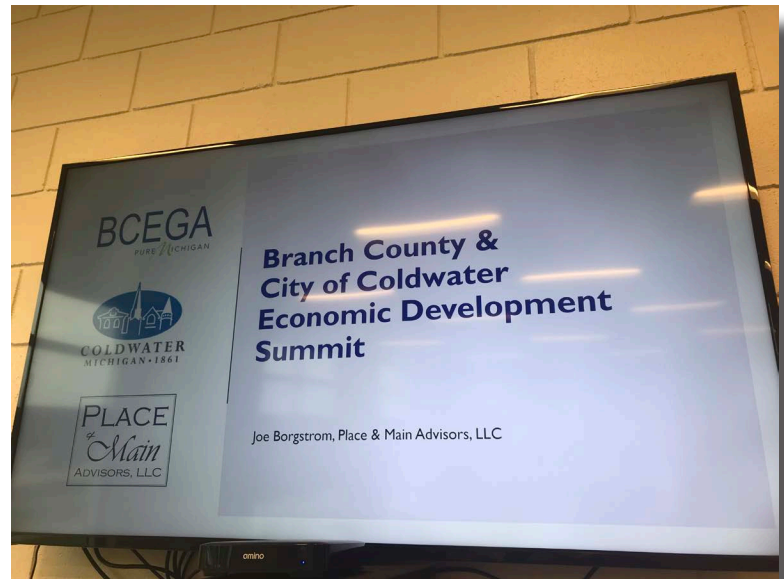 BCEGA
PURE MICHIGAN
COLDWATER
MICHIGAN•1861
PLACE
& Main
ADVISORS, LLC
Branch County &
City of Coldwater
Economic Development
Summit
Joe Borgstrom, Place & Main Advisors, LLC
amino